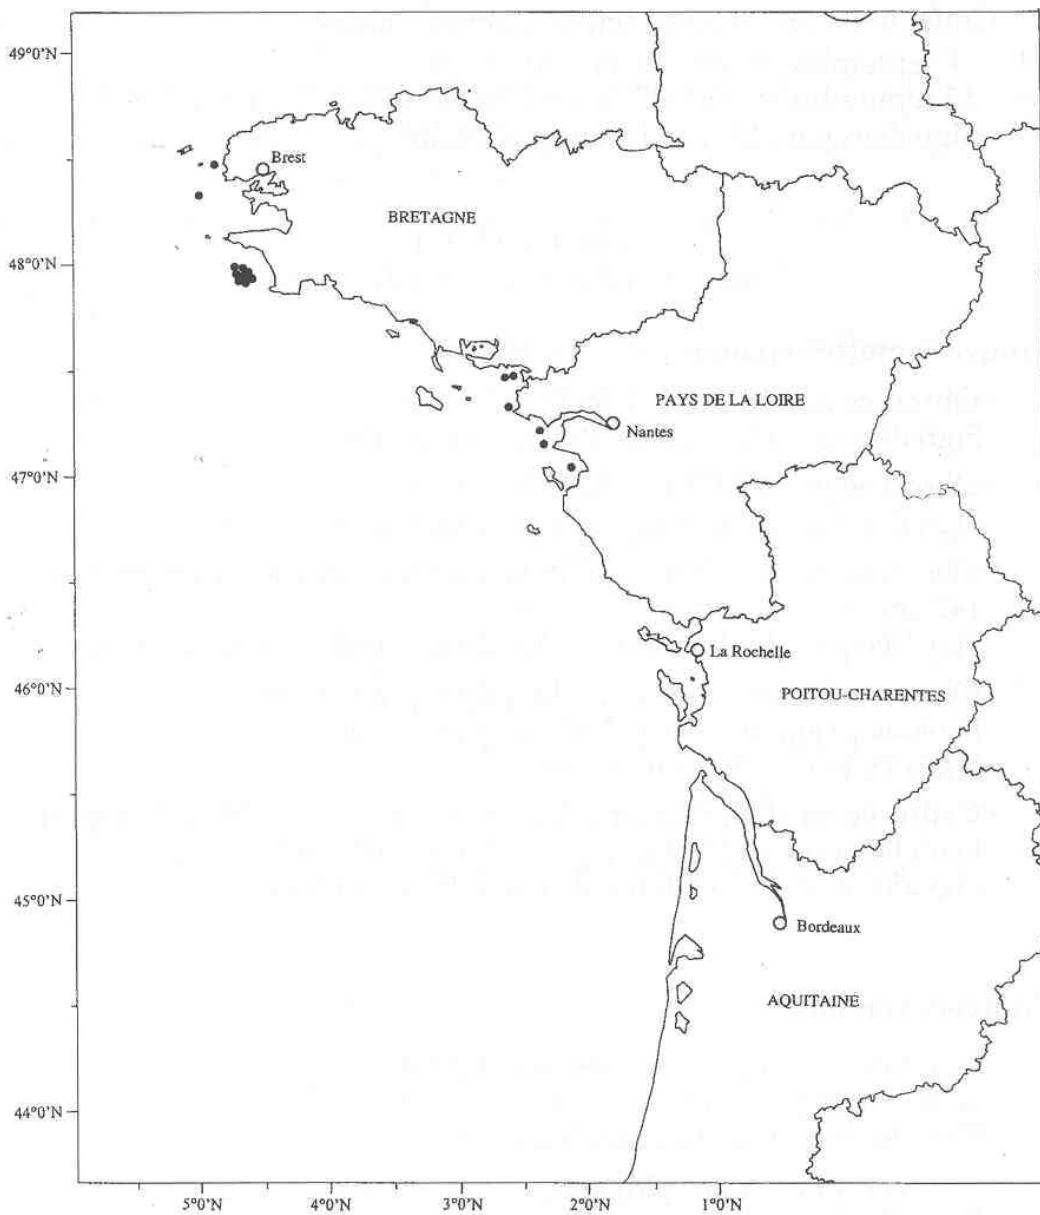 49°0'N
Brest
BRETAGNE
48°0'N
PAYS DE LA LOIRE
Nantes
47°0'N
La Rochelle
46°0'N
POITOU-CHARENTES
45°0'N
Bordeaux
AQUITAINE
44°0'N
5°0'N 4°0'N 3°0'N 2°0'N 1°0'N